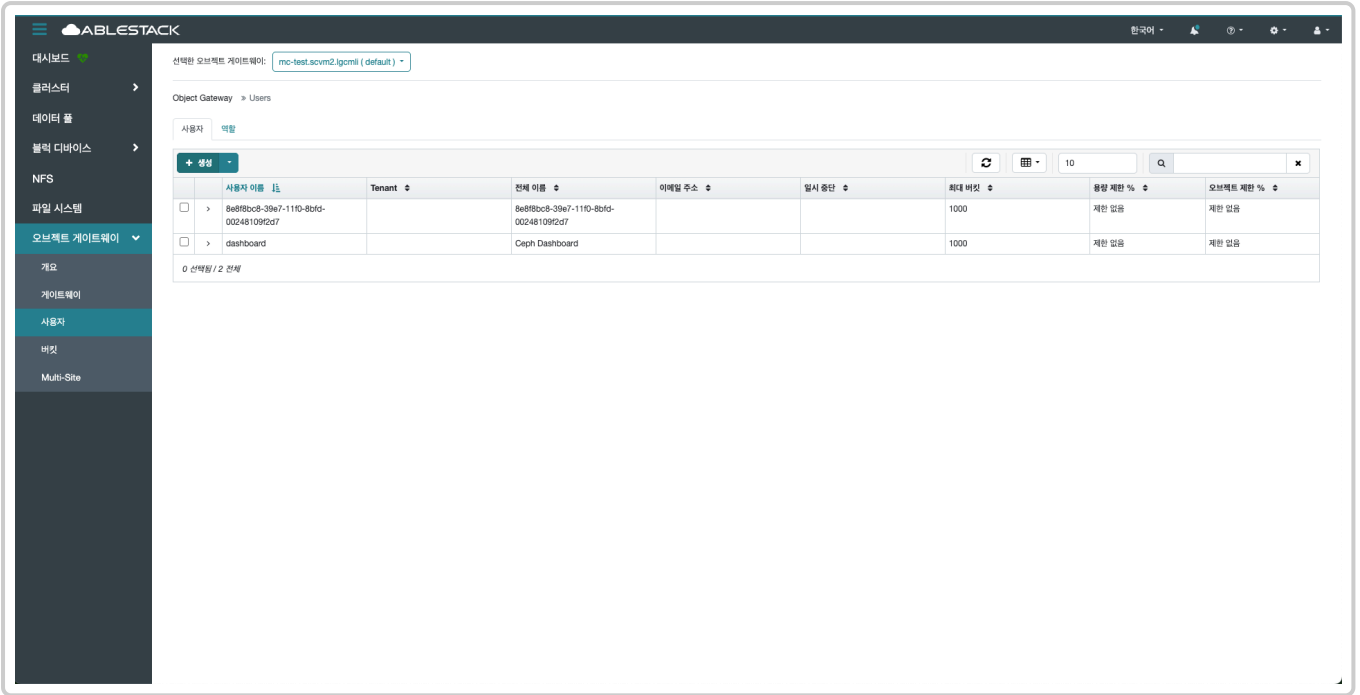 ABLESTACK
한국어
대시보드
클러스터
데이터 풀
블럭 디바이스
NFS
파일 시스템
오브젝트 게이트웨이
개요
게이트웨이
사용자
버킷
Multi-Site
선택한 오브젝트 게이트웨이: mc-test.scvm2.lgcmli ( default )
Object Gateway » Users
사용자 역할
+ 생성 10
사용자 이름 Tenant 전체 이름 이메일 주소 일시 중단 최대 버킷 용량 제한 % 오브젝트 제한 %
8e8f8bc8-39e7-11f0-8bfd- 8e8f8bc8-39e7-11f0-8bfd- 1000 제한 없음 제한 없음
00248109f2d7 00248109f2d7
dashboard Ceph Dashboard 1000 제한 없음 제한 없음
0 선택됨 / 2 전체